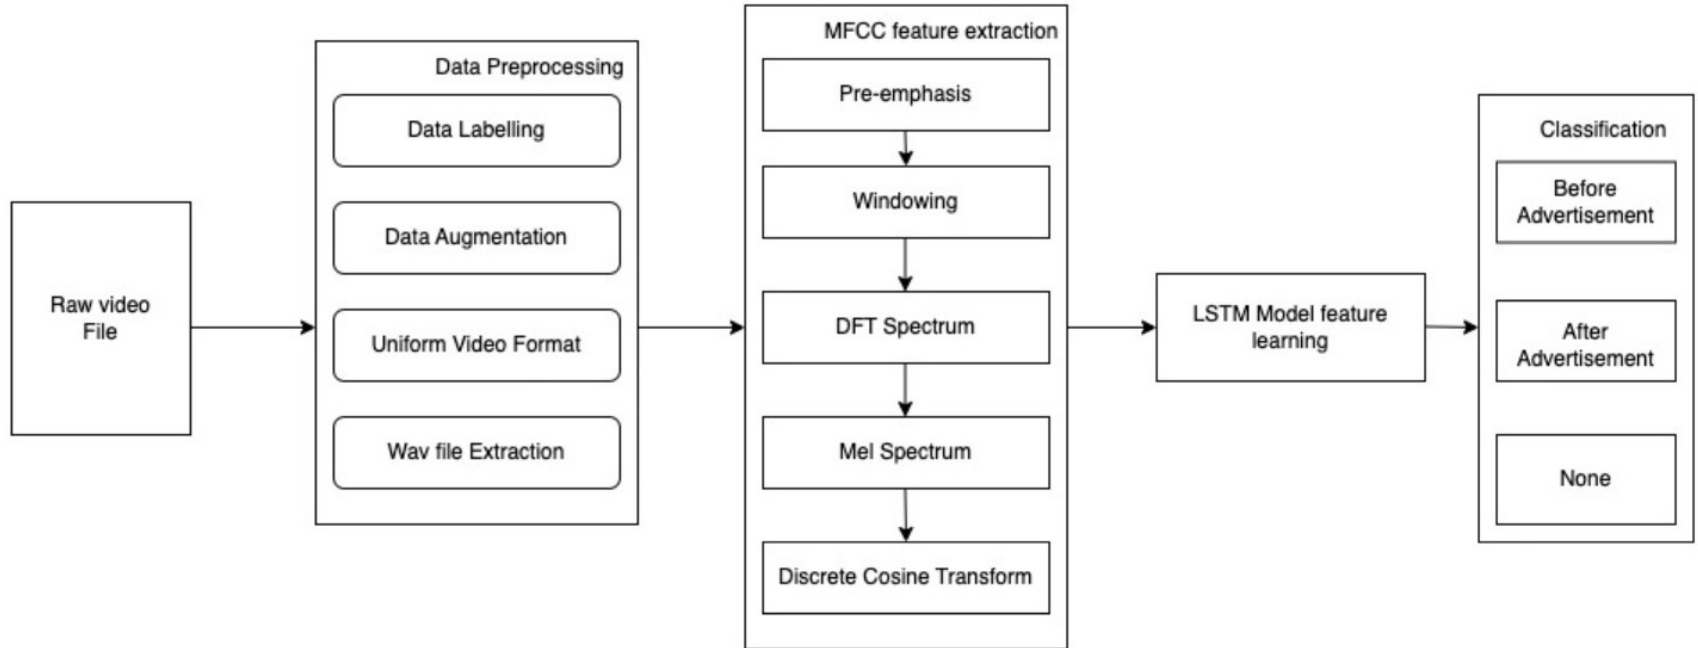 Raw video
File
Data Preprocessing
Data Labelling
Data Augmentation
Uniform Video Format
Wav file Extraction
MFCC feature extraction
Pre-emphasis
Windowing
DFT Spectrum
Mel Spectrum
Discrete Cosine Transform
LSTM Model feature
learning
Classification
Before
Advertisement
After
Advertisement
None